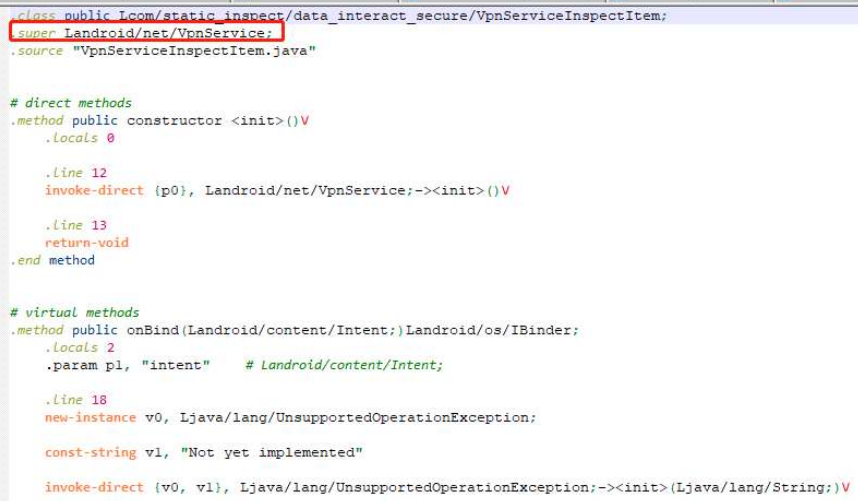 .class public Lcom/static_inspect/data_interact_secure/VpnServiceInspectItem;
.super Landroid/net/VpnService;
.source "VpnServiceInspectItem.java"
# direct methods
.method public constructor <init>()V
.locals 0
.line 12
invoke-direct {p0}, Landroid/net/VpnService;-><init>()V
.line 13
return-void
.end method
# virtual methods
.method public onBind(Landroid/content/Intent;)Landroid/os/IBinder;
.locals 2
.param p1, "intent"    # Landroid/content/Intent;
.line 18
new-instance v0, Ljava/lang/UnsupportedOperationException;
const-string v1, "Not yet implemented"
invoke-direct {v0, v1}, Ljava/lang/UnsupportedOperationException;-><init>(Ljava/lang/String;)V